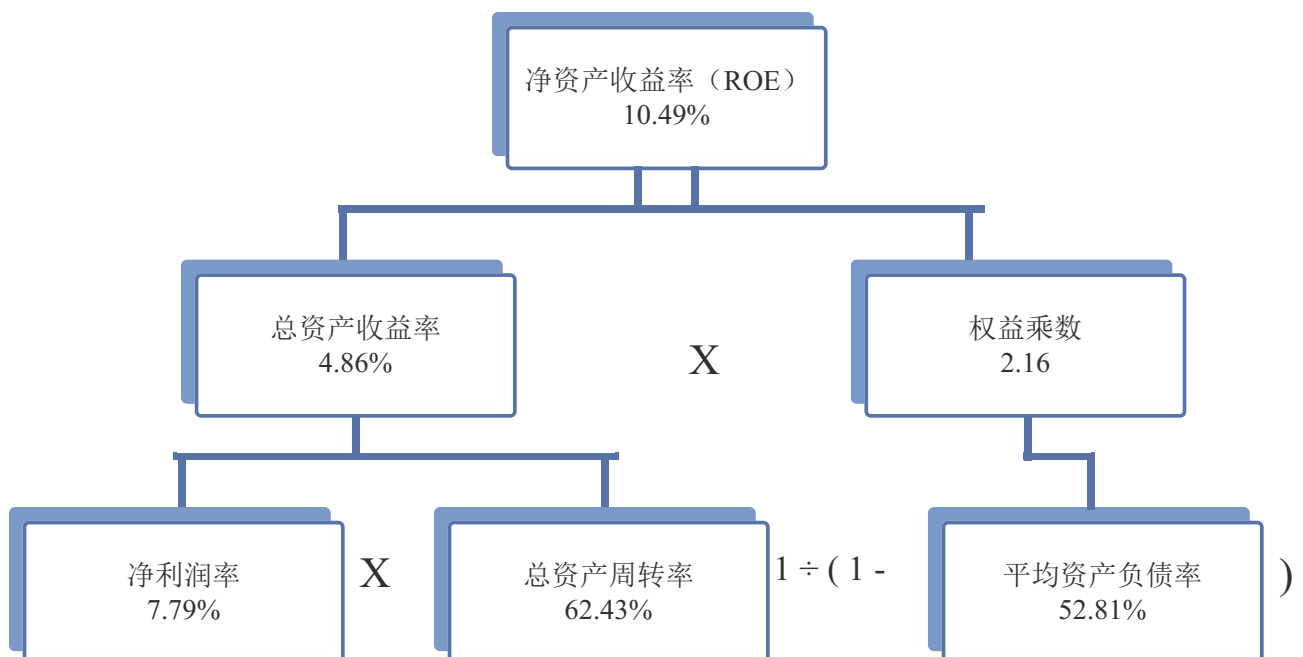 净资产收益率（ROE）
10.49%
总资产收益率
4.86%
X
权益乘数
2.16
净利润率
7.79%
X
总资产周转率
62.43%
1 ÷ ( 1 -
平均资产负债率
52.81%
)